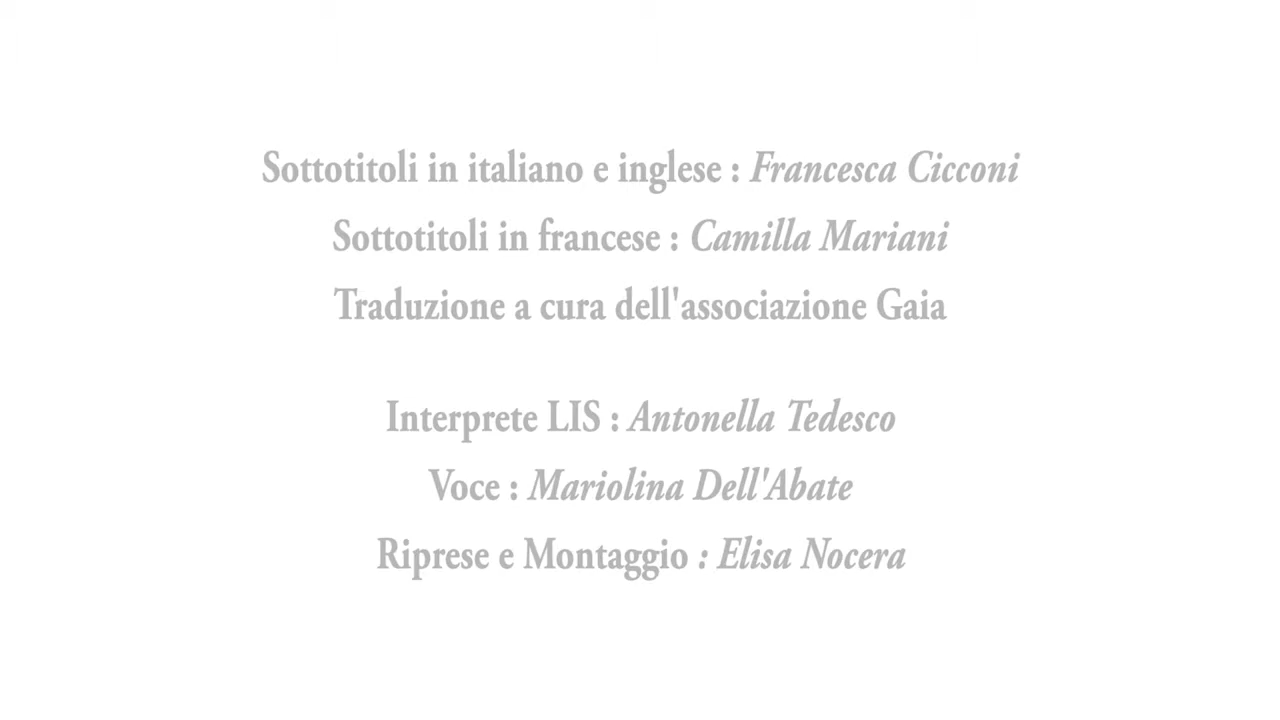 Sottotitoli in italiano e inglese : Francesca Cicconi
Sottotitoli in francese : Camilla Mariani
Traduzione a cura dell'associazione Gaia
Interprete LIS : Antonella Tedesco
Voce : Mariolina Dell'Abate
Riprese e Montaggio : Elisa Nocera